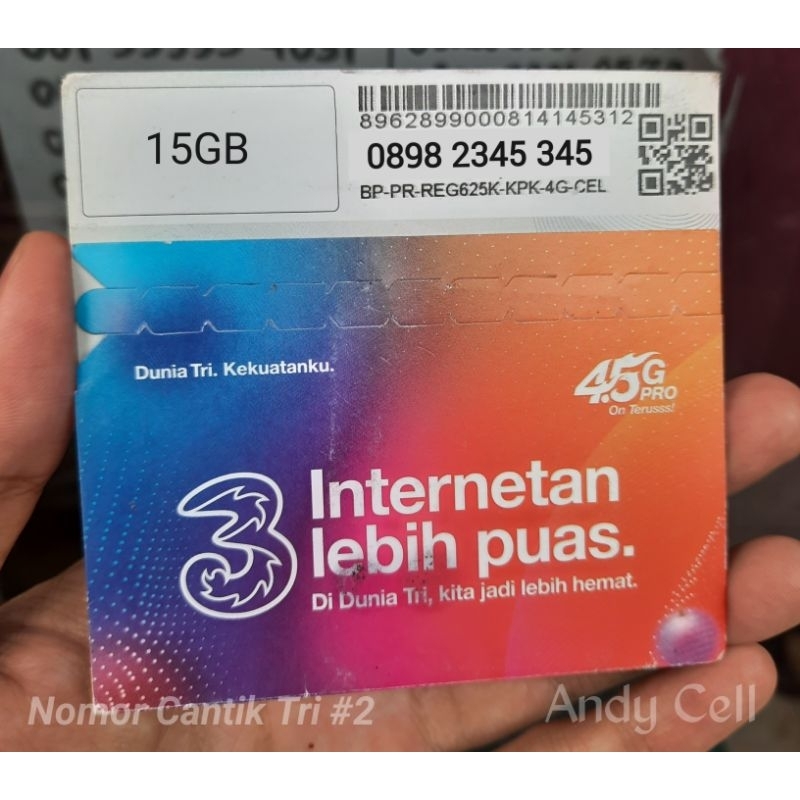 15GB
8962899000814145312
0898 2345 345
BP-PR-REG625K-KPK-4G-CEL
Dunia Tri. Kekuatanku.
4.5G
PRO
On Terusss!
3
Internetan
lebih puas.
Di Dunia Tri, kita jadi lebih hemat.
Nomor Cantik Tri #2
Andy Cell